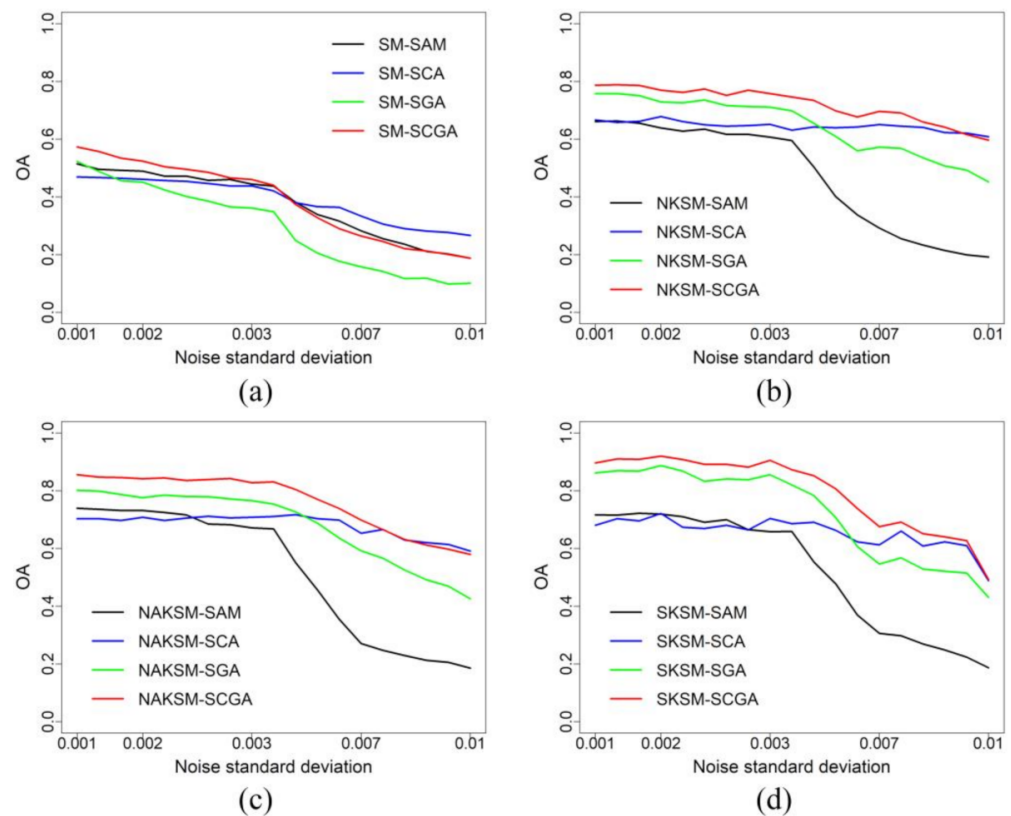 OA
1.0
0.8
0.6
0.4
0.2
0.0
SM-SAM
SM-SCA
SM-SGA
SM-SCGA
0.001 0.002 0.003 0.007 0.01
Noise standard deviation
(a)
OA
1.0
0.8
0.6
0.4
0.2
0.0
NKSM-SAM
NKSM-SCA
NKSM-SGA
NKSM-SCGA
0.001 0.002 0.003 0.007 0.01
Noise standard deviation
(b)
OA
1.0
0.8
0.6
0.4
0.2
0.0
NAKSM-SAM
NAKSM-SCA
NAKSM-SGA
NAKSM-SCGA
0.001 0.002 0.003 0.007 0.01
Noise standard deviation
(c)
OA
1.0
0.8
0.6
0.4
0.2
0.0
SKSM-SAM
SKSM-SCA
SKSM-SGA
SKSM-SCGA
0.001 0.002 0.003 0.007 0.01
Noise standard deviation
(d)